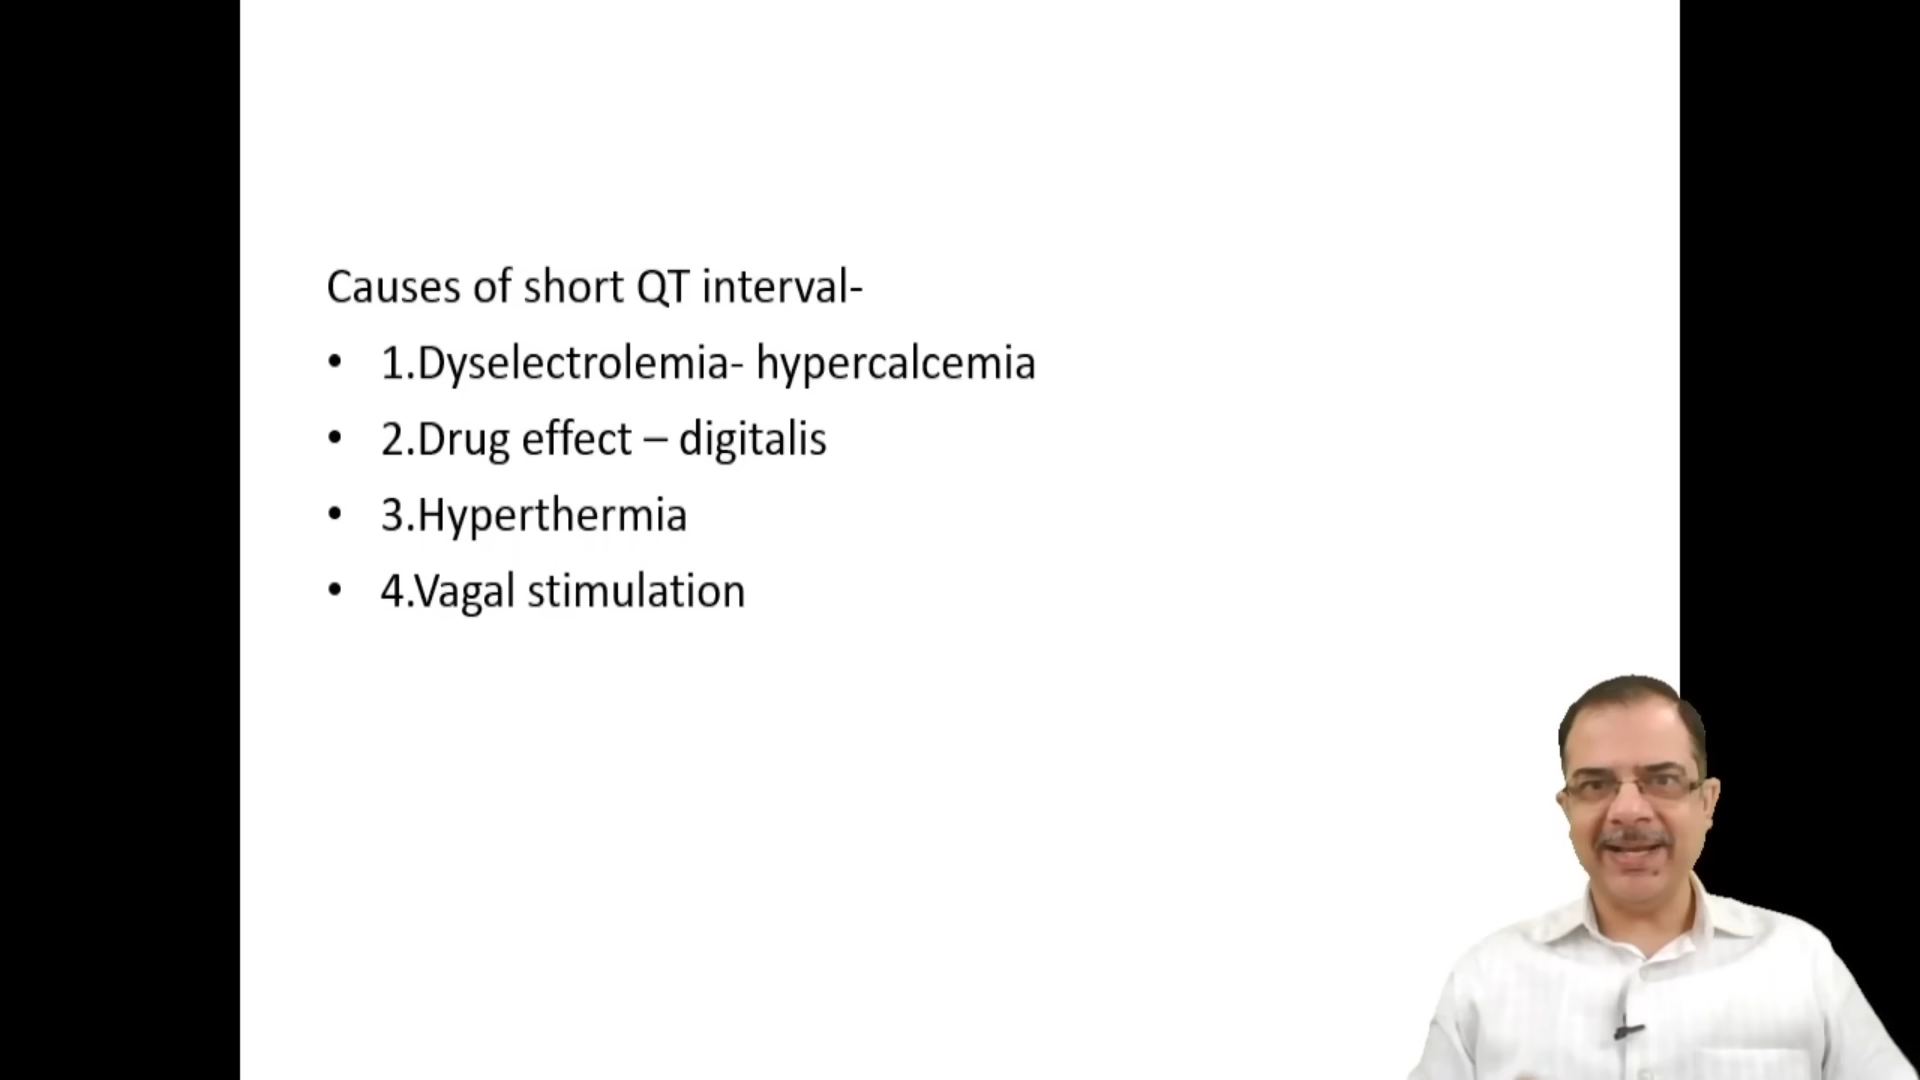 Causes of short QT interval-
• 1.Dyselectrolemia- hypercalcemia
• 2.Drug effect – digitalis
• 3.Hyperthermia
• 4.Vagal stimulation